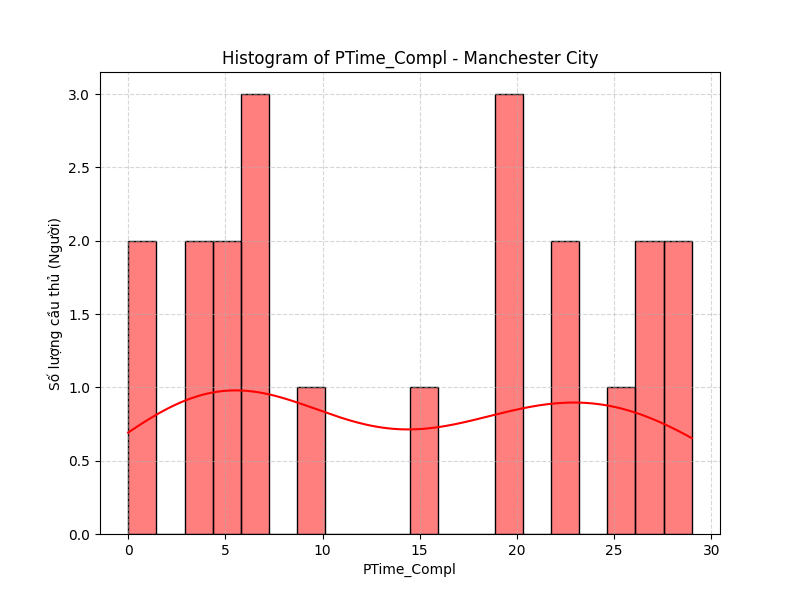 Histogram of PTime_Compl - Manchester City
Số lượng cầu thủ (Người)
3.0
2.5
2.0
1.5
1.0
0.5
0.0
0 5 10 15 20 25 30
PTime_Compl